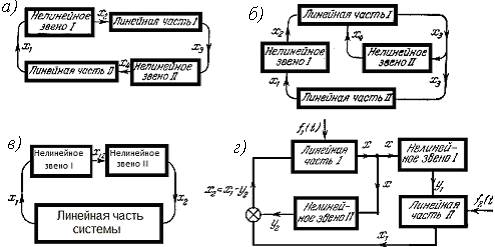 а)
Нелинейное
звено I
x₂
Линейная часть I
x₁
x₃
Линейная часть II
x₄
Нелинейное
звено II
б)
Линейная часть I
x₂
x₄
x₃
Нелинейное
звено I
Нелинейное
звено II
x₁
x₃
Линейная часть II
в)
Нелинейное
звено I
Нелинейное
звено II
x₁
x₂
Линейная часть
системы
г)
f₁(t)
Линейная
часть I
x
x
Нелиней-
ное звено I
x₂=x₁-y₂
x
y₁
Нелиней-
ное звено II
y₂
Линейная
часть II
f₂(t)
x₁